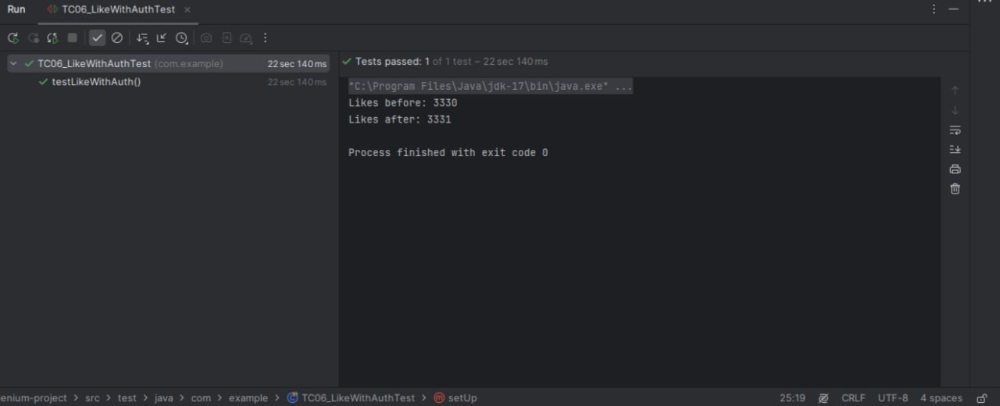 Run TC06_LikeWithAuthTest
TC06_LikeWithAuthTest (com.example) 22 sec 140 ms
testLikeWithAuth() 22 sec 140 ms
Tests passed: 1 of 1 test – 22 sec 140 ms
"C:\Program Files\Java\jdk-17\bin\java.exe" ...
Likes before: 3330
Likes after: 3331
Process finished with exit code 0
enium-project > src > test > java > com > example > TC06_LikeWithAuthTest > setUp 25:19 CRLF UTF-8 4 spaces